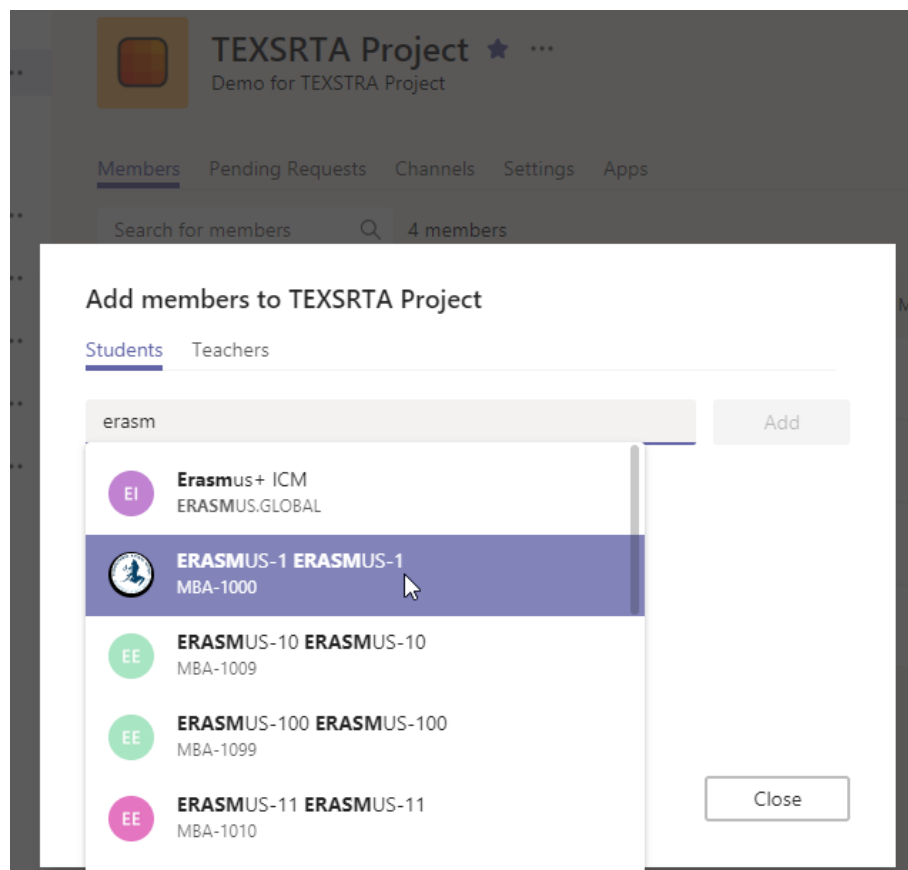 TEXSRTA Project ...
Demo for TEXSTRA Project
Members Pending Requests Channels Settings Apps
Search for members 4 members
Add members to TEXSRTA Project
Students Teachers
erasm Add
EI Erasmus+ ICM
ERASMUS.GLOBAL
ERASMUS-1 ERASMUS-1
MBA-1000
EE ERASMUS-10 ERASMUS-10
MBA-1009
EE ERASMUS-100 ERASMUS-100
MBA-1099
EE ERASMUS-11 ERASMUS-11
MBA-1010
Close